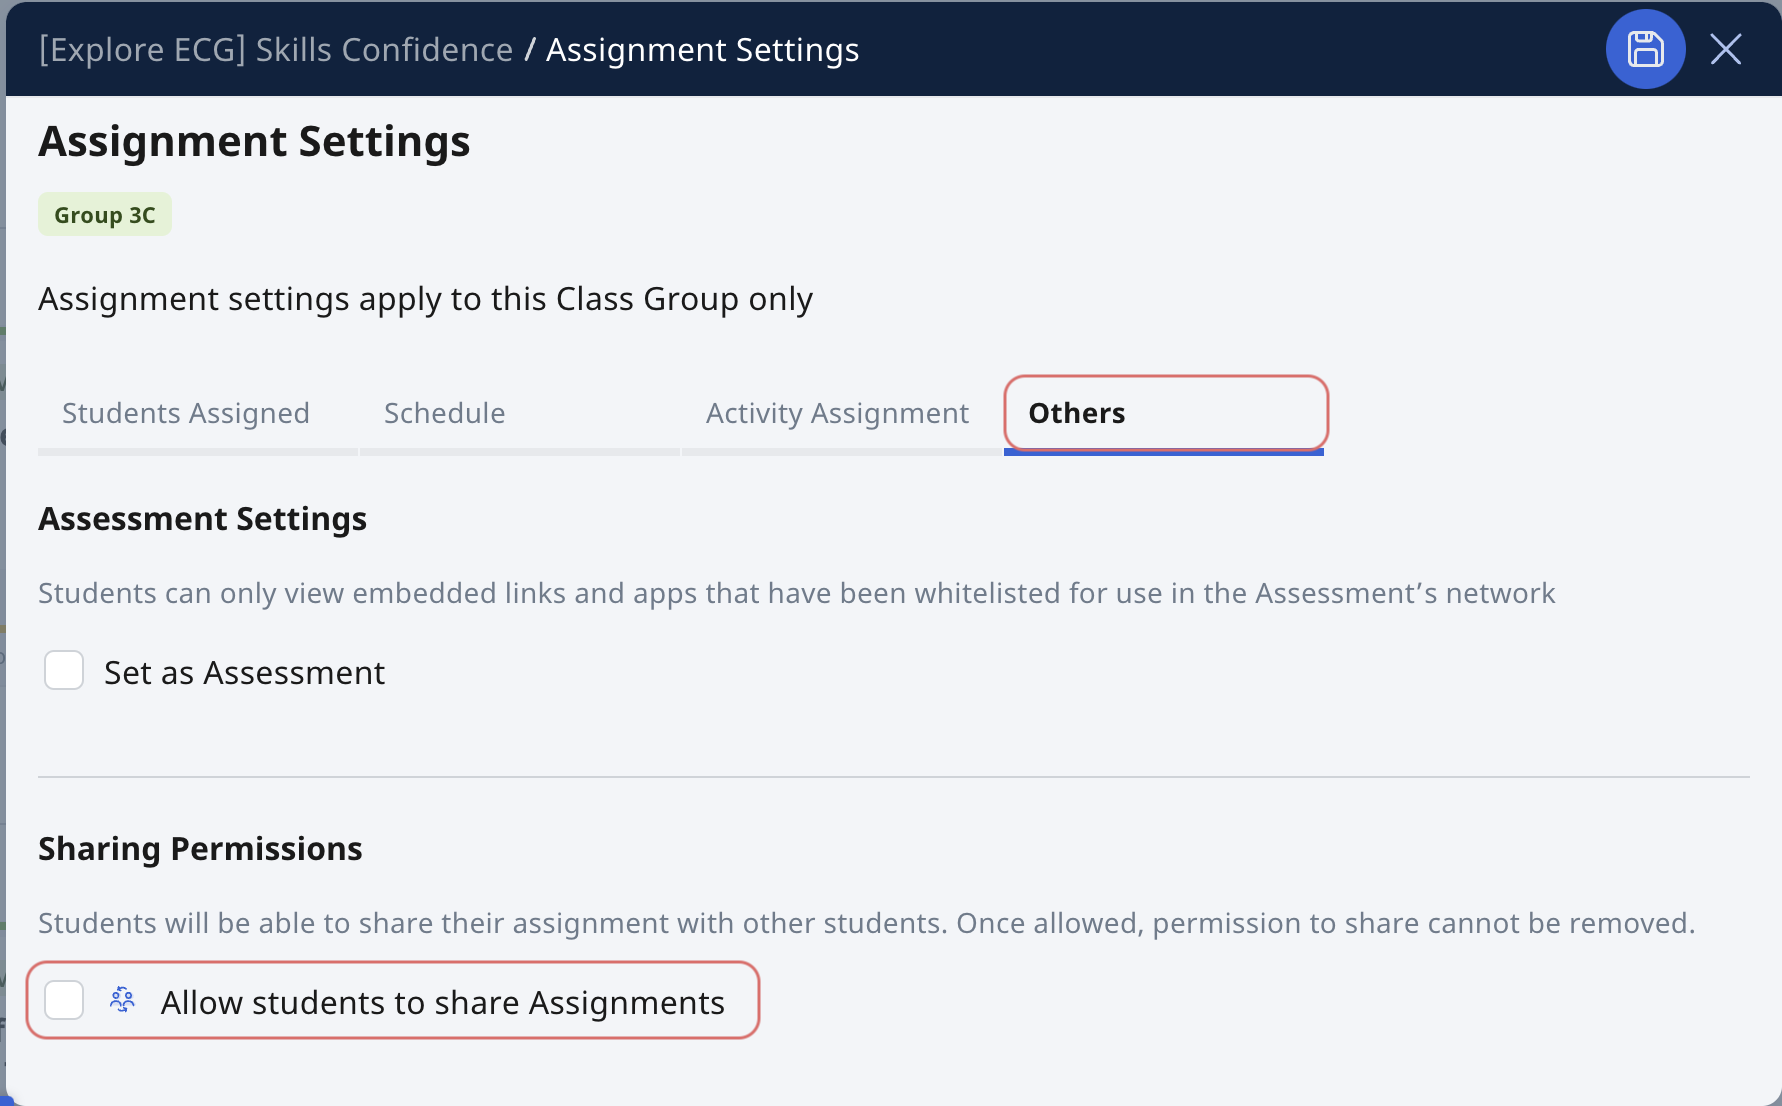 [Explore ECG] Skills Confidence / Assignment Settings
Assignment Settings
Group 3C
Assignment settings apply to this Class Group only
Students Assigned
Schedule
Activity Assignment
Others
Assessment Settings
Students can only view embedded links and apps that have been whitelisted for use in the Assessment’s network
Set as Assessment
Sharing Permissions
Students will be able to share their assignment with other students. Once allowed, permission to share cannot be removed.
Allow students to share Assignments